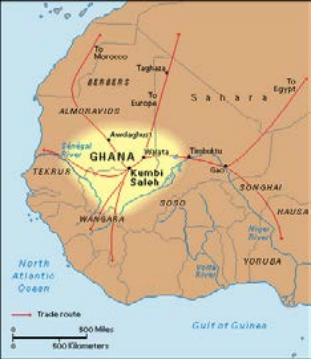 To
Morocco
Taghaza
To
Egypt
BERBERS
To
Europe
Sahara
ALMORAVIDS
Awdaghust
Sénégal
River
GHANA
Walata
Timbuktu
TEKRUR
Kumbi
Saleh
Gao
SONGHAI
SOSO
HAUSA
WANGARA
Niger
River
North
Atlantic
Ocean
Volta
River
YORUBA
Trade route
0 500 Miles
0 500 Kilometers
Gulf of Guinea